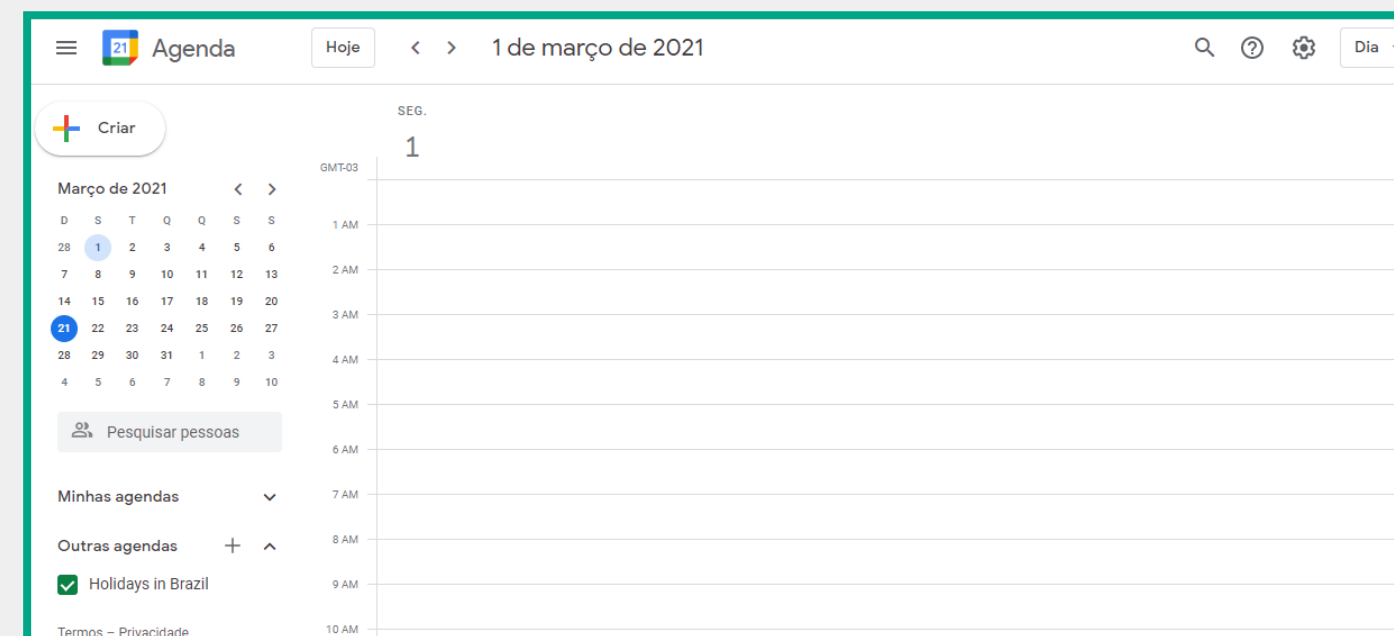 21 Agenda Hoje 1 de março de 2021 Dia
Criar
SEG.
1
GMT-03
Março de 2021
D S T Q Q S S
28 1 2 3 4 5 6
7 8 9 10 11 12 13
14 15 16 17 18 19 20
21 22 23 24 25 26 27
28 29 30 31 1 2 3
4 5 6 7 8 9 10
Pesquisar pessoas
Minhas agendas
Outras agendas
Holidays in Brazil
Termos – Privacidade
1 AM
2 AM
3 AM
4 AM
5 AM
6 AM
7 AM
8 AM
9 AM
10 AM